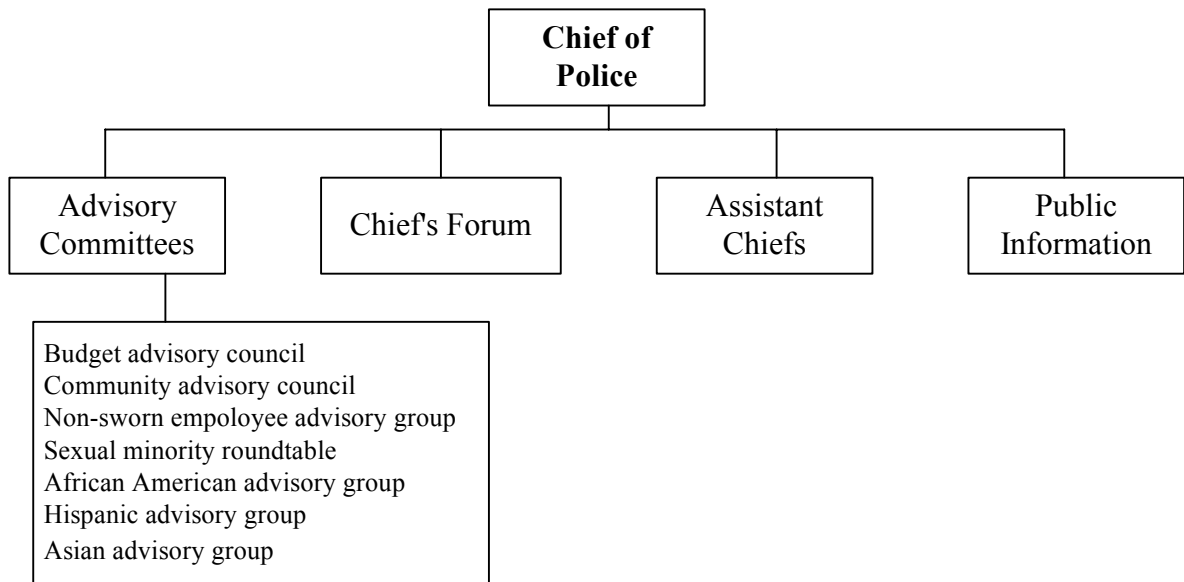 Chief of
Police
Advisory
Committees
Chief's Forum
Assistant
Chiefs
Public
Information
Budget advisory council
Community advisory council
Non-sworn empoloyee advisory group
Sexual minority roundtable
African American advisory group
Hispanic advisory group
Asian advisory group